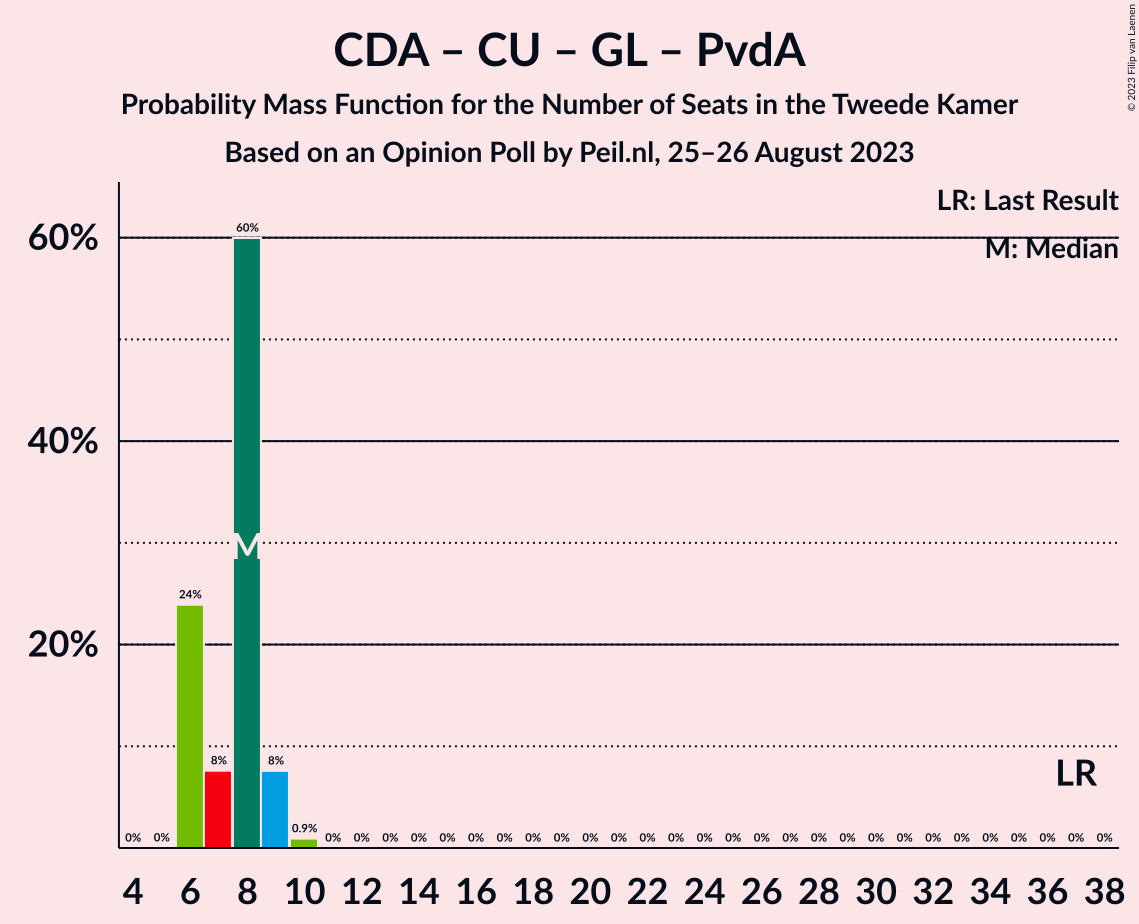 CDA – CU – GL – PvdA
Probability Mass Function for the Number of Seats in the Tweede Kamer
Based on an Opinion Poll by Peil.nl, 25–26 August 2023
© 2023 Filip van Laenen
LR: Last Result
M: Median
60%
40%
20%
0% 0% 24% 8% 60% 8% 0.9% 0% 0% 0% 0% 0% 0% 0% 0% 0% 0% 0% 0% 0% 0% 0% 0% 0% 0% 0% 0% 0% 0% 0% 0% 0% 0% 0% 0%
M
LR
4 6 8 10 12 14 16 18 20 22 24 26 28 30 32 34 36 38